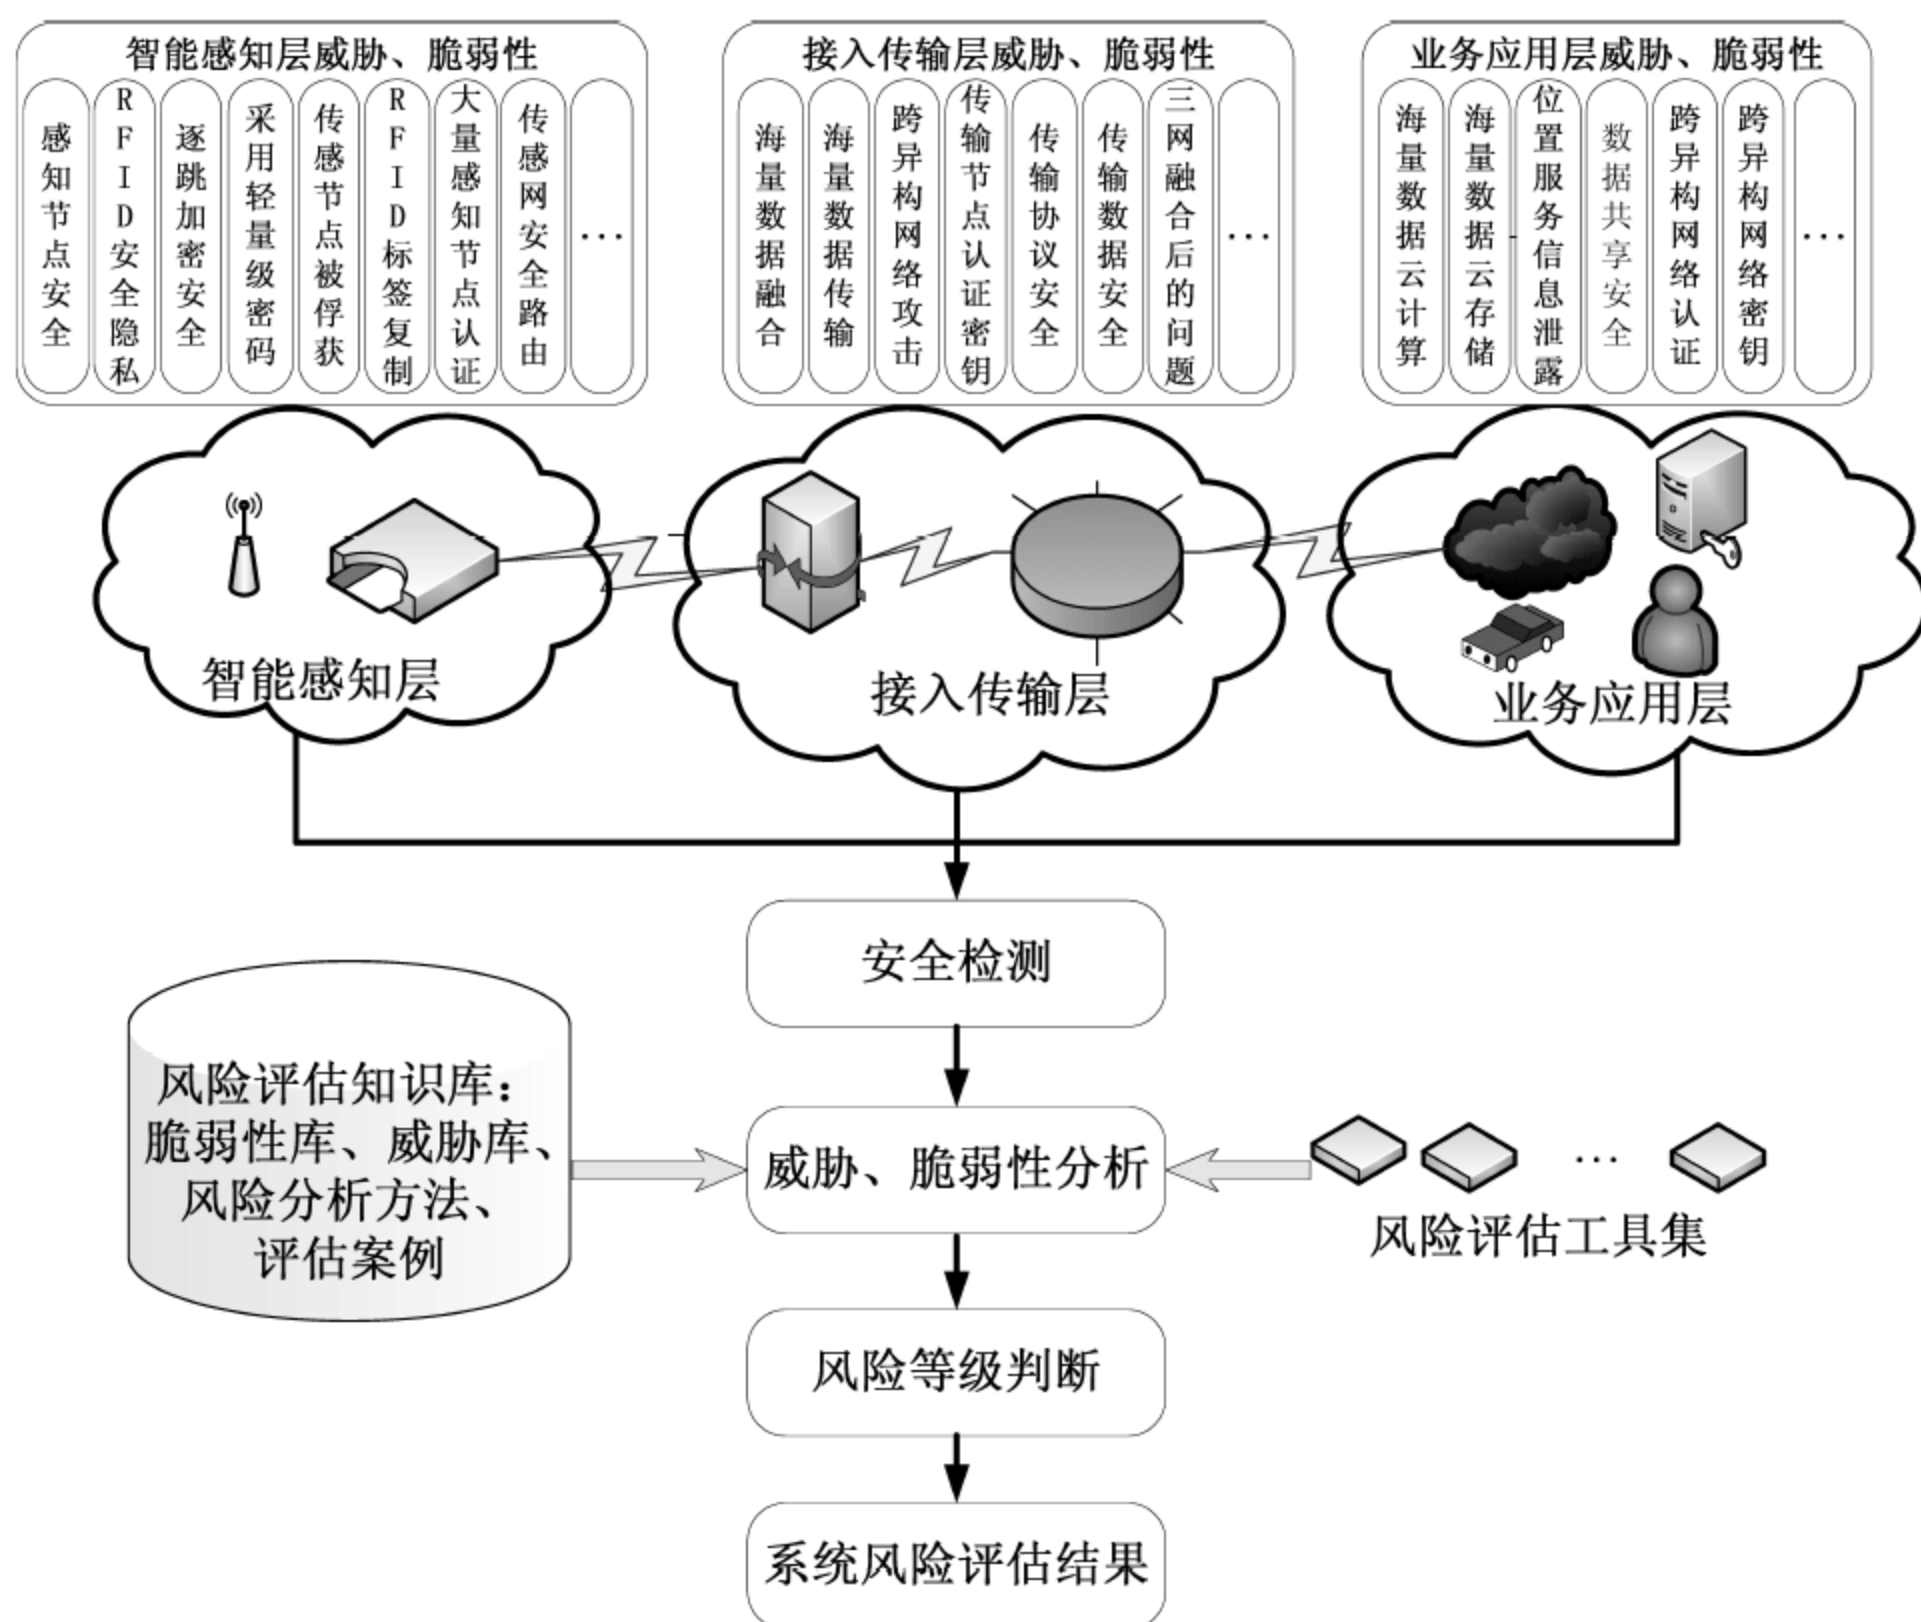 智能感知层威胁、脆弱性
感知节点安全
RFID安全隐私
逐跳加密安全
采用轻量级密码
传感节点被俘获
RFID标签复制
大量感知节点认证
传感网安全路由
...
接入传输层威胁、脆弱性
海量数据融合
海量数据传输
跨异构网络攻击
传输节点认证密钥
传输协议安全
传输数据安全
三网融合后的问题
...
业务应用层威胁、脆弱性
海量数据云计算
海量数据云存储
位置服务信息泄露
数据共享安全
跨异构网络认证
跨异构网络密钥
...
智能感知层
接入传输层
业务应用层
安全检测
风险评估知识库：
脆弱性库、威胁库、
风险分析方法、
评估案例
威胁、脆弱性分析
...
风险评估工具集
风险等级判断
系统风险评估结果